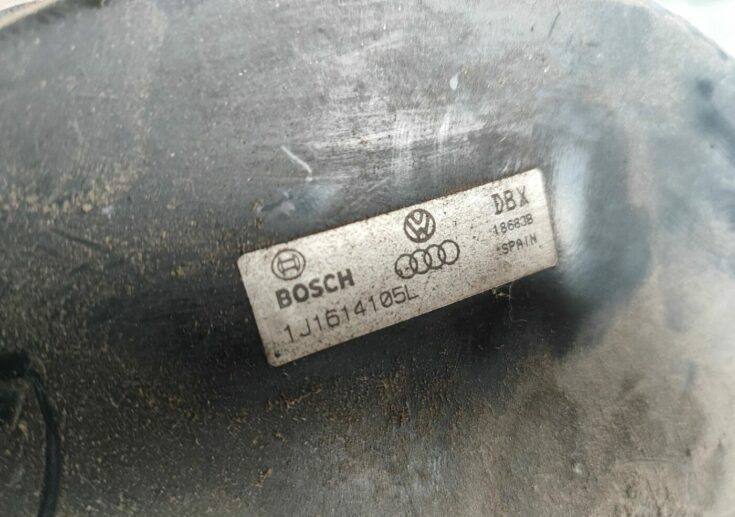 BOSCH
1J1614105L
DBX
18683B
SPAIN